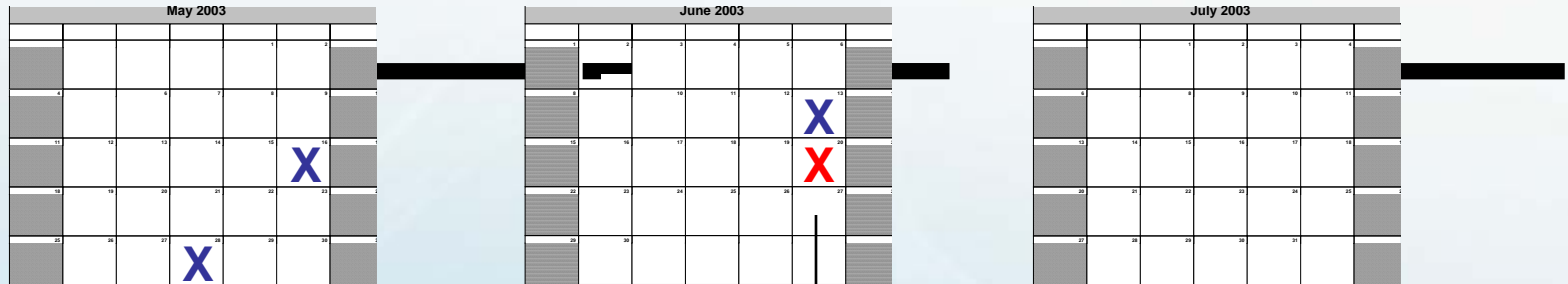 May 2003
1 2
4 6 7 8 9
11 12 13 14 15 16
X
18 19 20 21 22 23
25 26 27 28 29 30
X
June 2003
1 2 3 4 5 6
8 10 11 12 13
X
15 16 17 18 19 20
X
22 23 24 25 26 27
29 30
July 2003
1 2 3 4
6 8 9 10 11
13 14 15 16 17 18
20 21 22 23 24 25
27 28 29 30 31